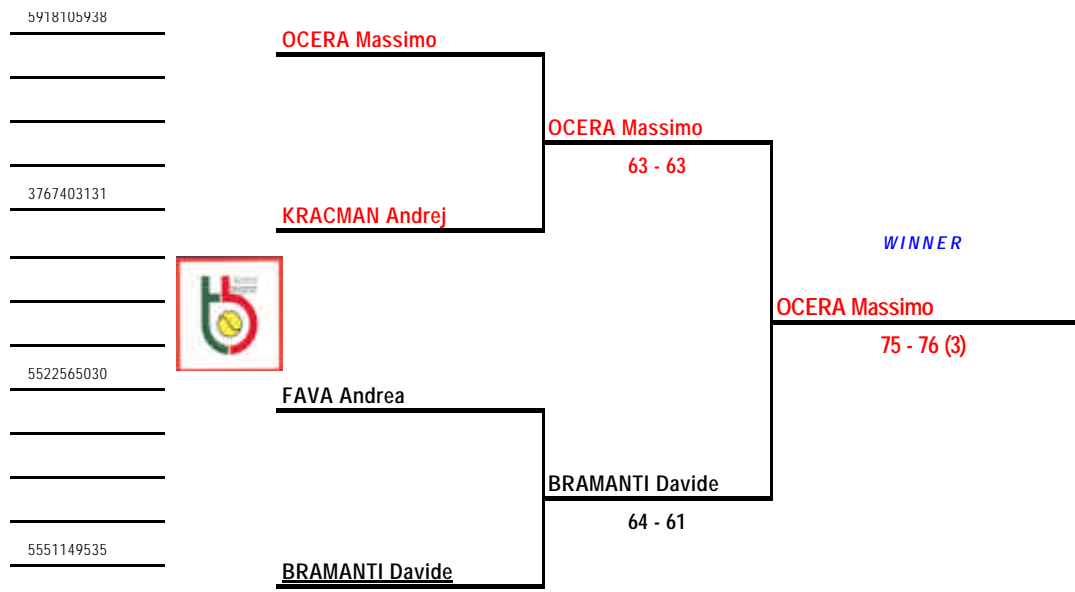 5918105938
OCERA Massimo
OCERA Massimo
63 - 63
3767403131
KRACMAN Andrej
WINNER
OCERA Massimo
75 - 76 (3)
5522565030
FAVA Andrea
BRAMANTI Davide
64 - 61
5551149535
BRAMANTI Davide